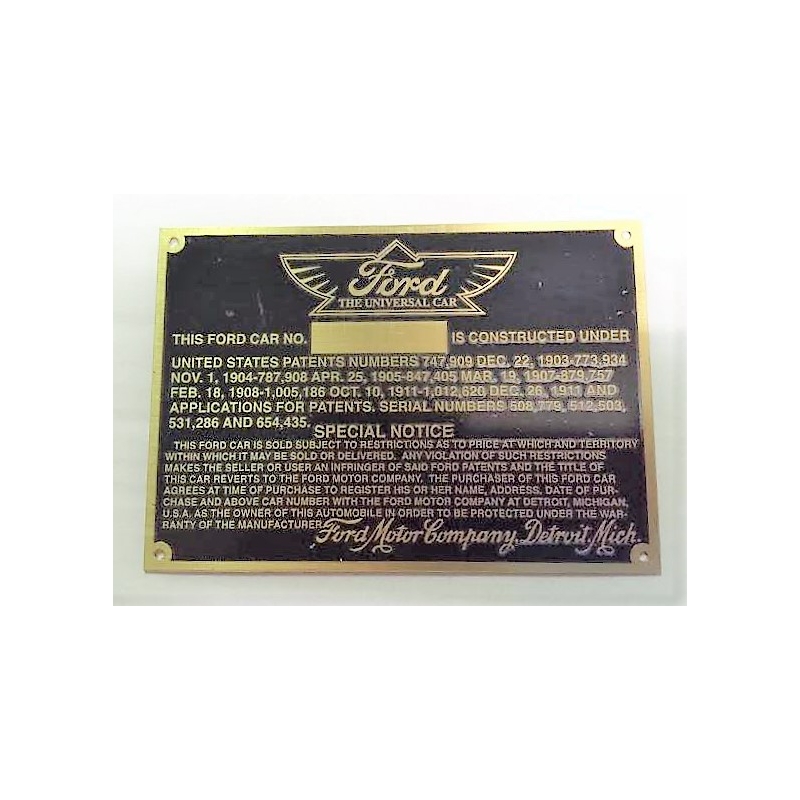 Ford
THE UNIVERSAL CAR
THIS FORD CAR NO. IS CONSTRUCTED UNDER
UNITED STATES PATENTS NUMBERS 747,909 DEC. 22, 1903-773,934
NOV. 1, 1904-787,908 APR. 25, 1905-847,405 MAR. 19, 1907-879,757
FEB. 18, 1908-1,005,186 OCT. 10, 1911-1,012,620 DEC. 26, 1911 AND
APPLICATIONS FOR PATENTS. SERIAL NUMBERS 508,779, 512,503,
531,286 AND 654,435.
SPECIAL NOTICE
THIS FORD CAR IS SOLD SUBJECT TO RESTRICTIONS AS TO PRICE AT WHICH AND TERRITORY
WITHIN WHICH IT MAY BE SOLD OR DELIVERED. ANY VIOLATION OF SUCH RESTRICTIONS
MAKES THE SELLER OR USER AN INFRINGER OF SAID FORD PATENTS AND THE TITLE OF
THIS CAR REVERTS TO THE FORD MOTOR COMPANY. THE PURCHASER OF THIS FORD CAR
AGREES AT TIME OF PURCHASE TO REGISTER HIS OR HER NAME, ADDRESS, DATE OF PUR-
CHASE AND ABOVE CAR NUMBER WITH THE FORD MOTOR COMPANY AT DETROIT, MICHIGAN,
U.S.A. AS THE OWNER OF THIS AUTOMOBILE IN ORDER TO BE PROTECTED UNDER THE WAR-
RANTY OF THE MANUFACTURER
Ford Motor Company, Detroit, Mich.